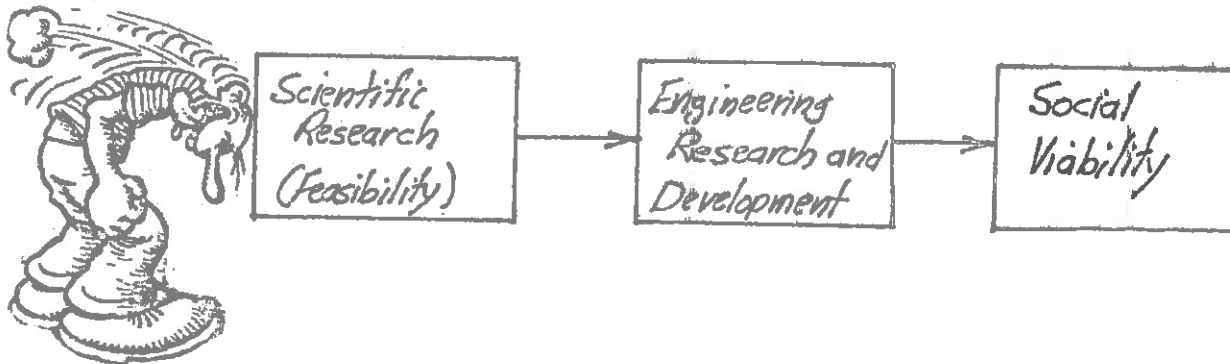 Scientific
Research
(Feasibility)
Engineering
Research and
Development
Social
Viability